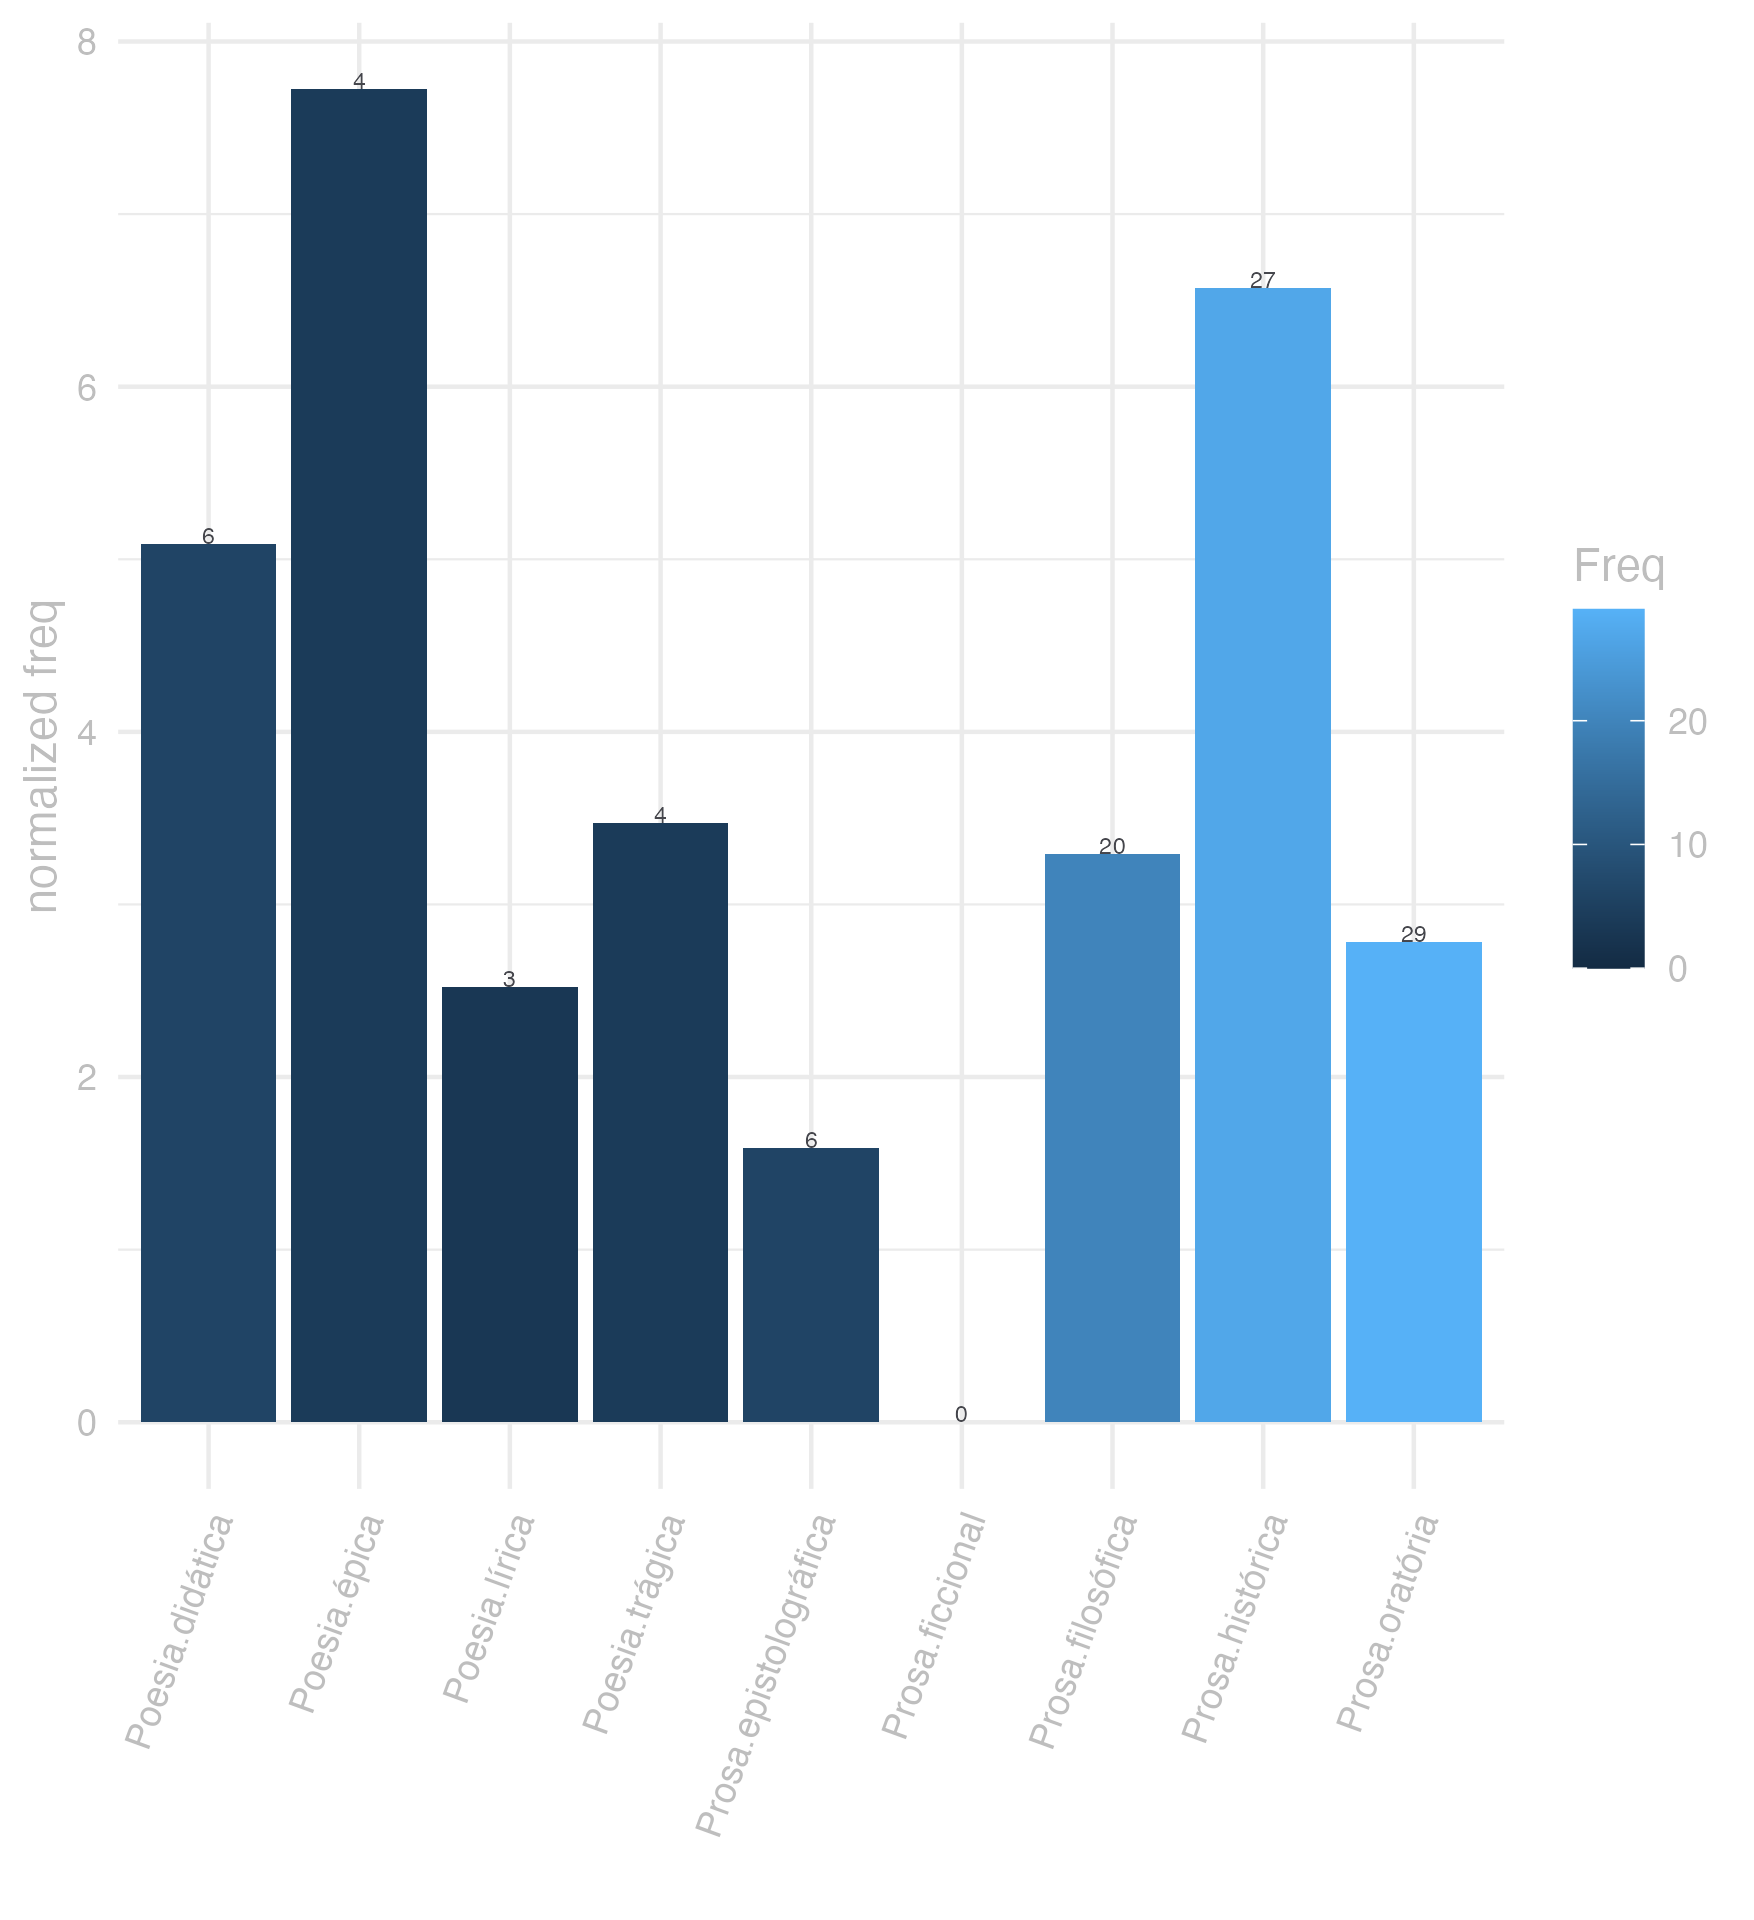 normalized freq
8
6
4
2
0
6
4
3
4
6
0
20
27
29
Poesia.didática
Poesia.épica
Poesia.lírica
Poesia.trágica
Prosa.epistolográfica
Prosa.ficcional
Prosa.filosófica
Prosa.histórica
Prosa.oratória
Freq
20
10
0